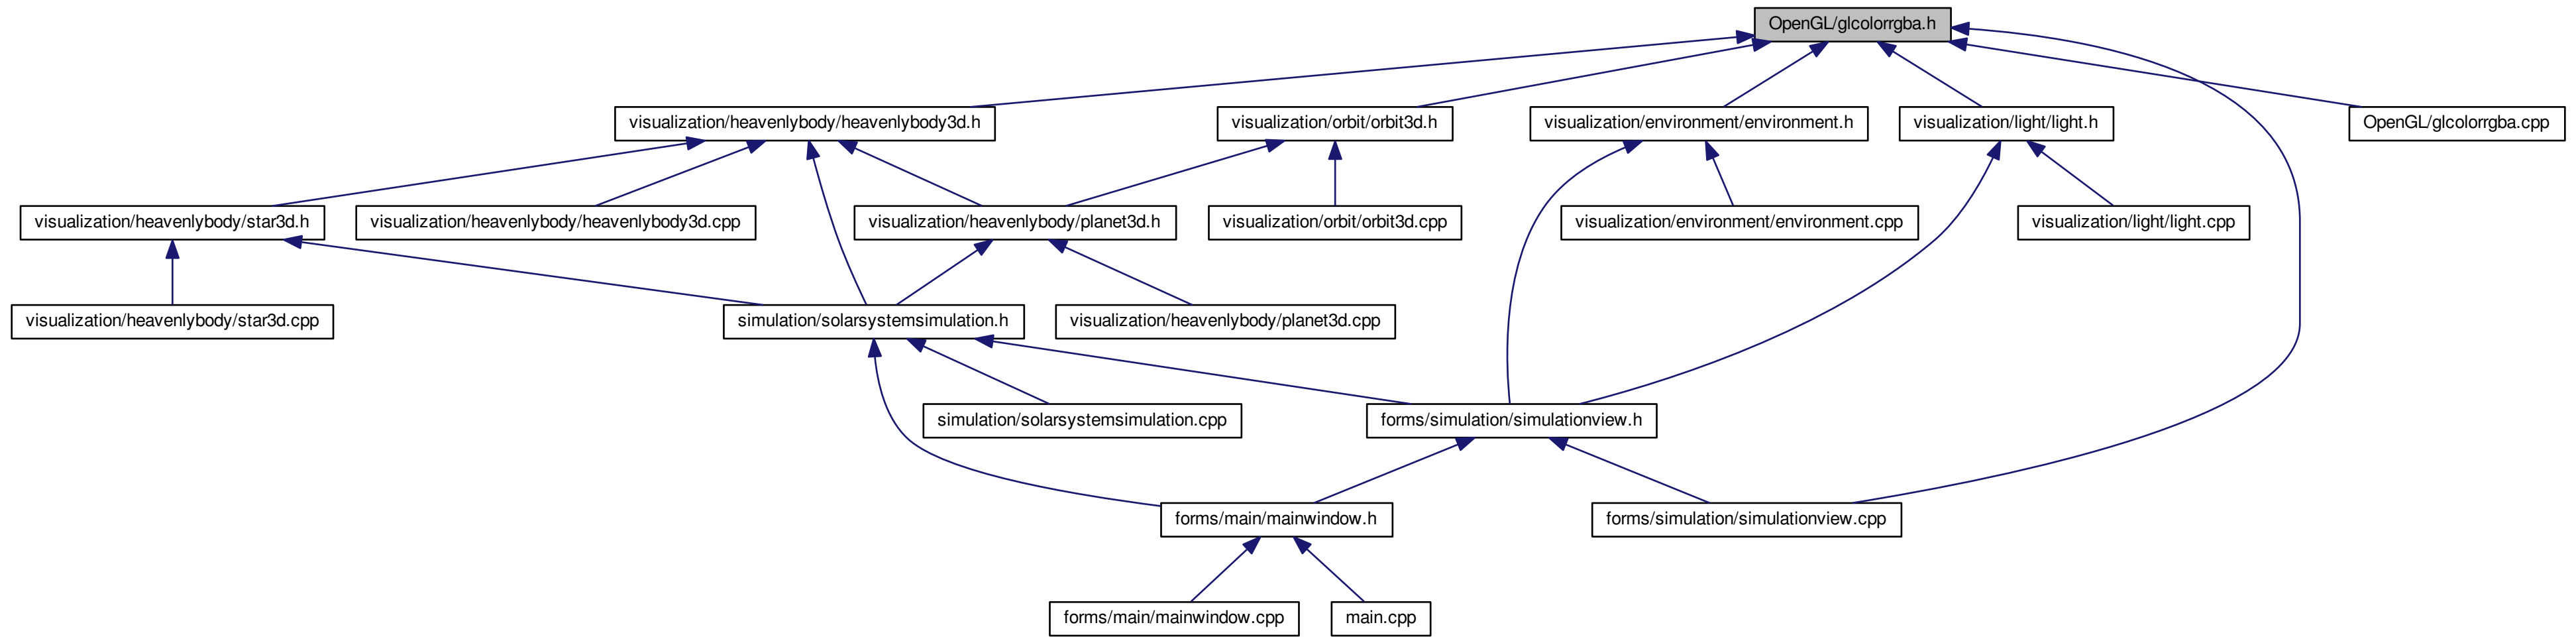 OpenGL/glcolorrgba.h
visualization/heavenlybody/heavenlybody3d.h
visualization/orbit/orbit3d.h
visualization/environment/environment.h
visualization/light/light.h
OpenGL/glcolorrgba.cpp
visualization/heavenlybody/star3d.h
visualization/heavenlybody/heavenlybody3d.cpp
visualization/heavenlybody/planet3d.h
visualization/orbit/orbit3d.cpp
visualization/environment/environment.cpp
visualization/light/light.cpp
visualization/heavenlybody/star3d.cpp
simulation/solarsystemsimulation.h
visualization/heavenlybody/planet3d.cpp
simulation/solarsystemsimulation.cpp
forms/simulation/simulationview.h
forms/main/mainwindow.h
forms/simulation/simulationview.cpp
forms/main/mainwindow.cpp
main.cpp